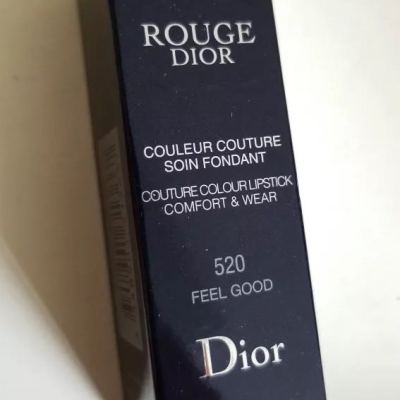 ROUGE
DIOR
COULEUR COUTURE
SOIN FONDANT
COUTURE COLOUR LIPSTICK
COMFORT & WEAR
520
FEEL GOOD
Dior